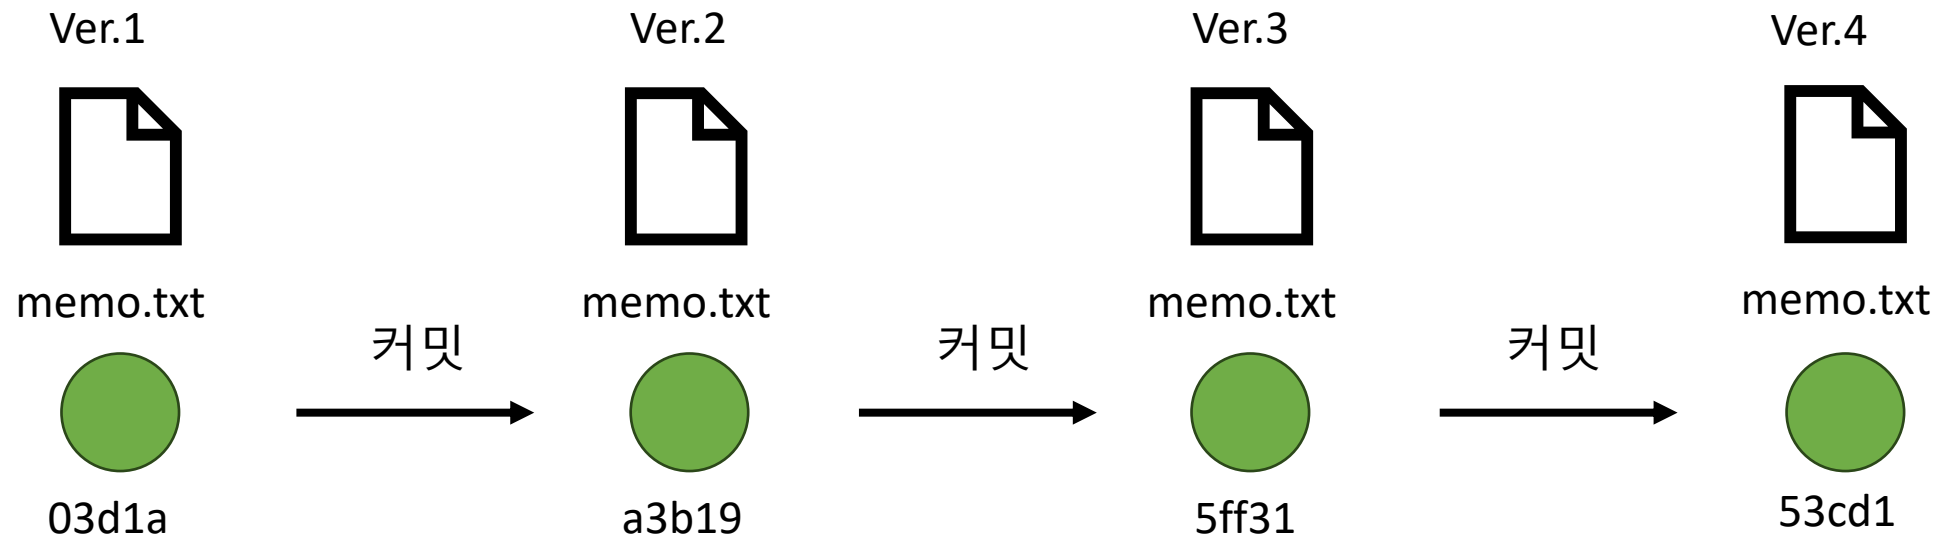 Ver.1
Ver.2
Ver.3
Ver.4
memo.txt
memo.txt
memo.txt
memo.txt
커밋
커밋
커밋
03d1a
a3b19
5ff31
53cd1